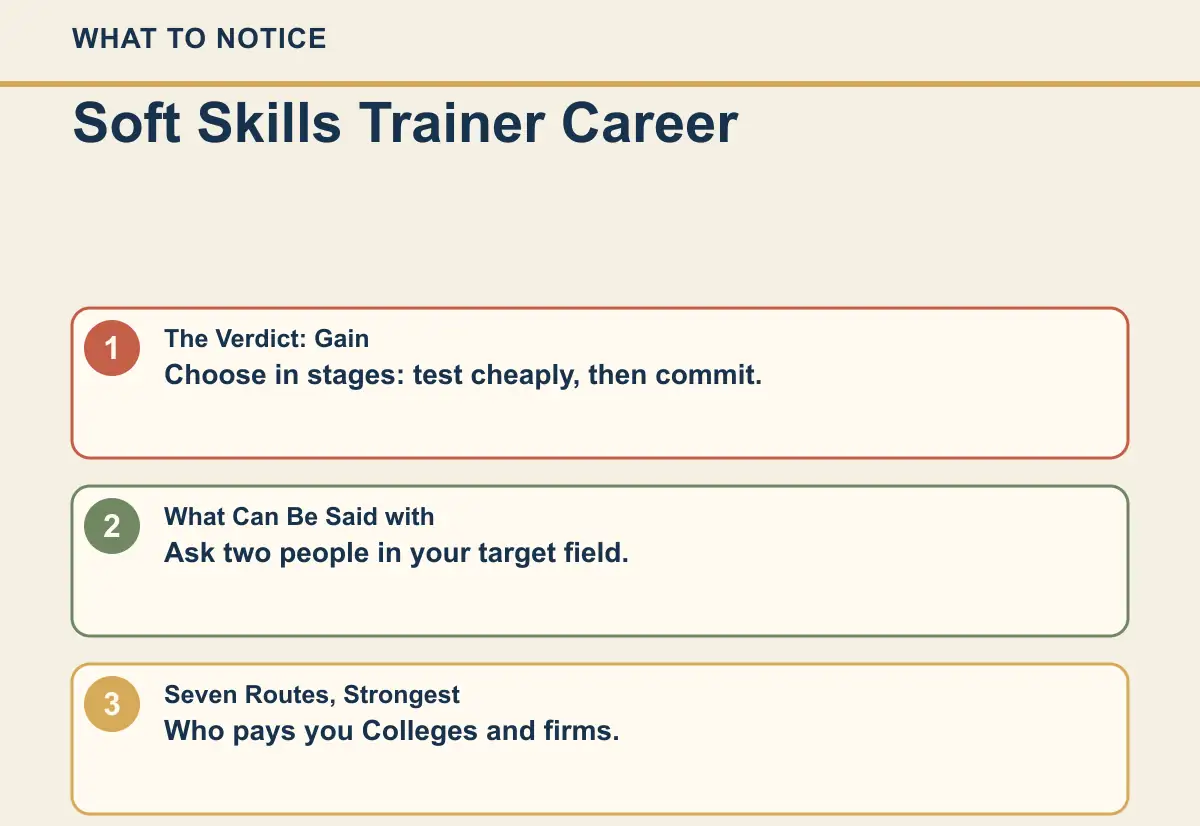 WHAT TO NOTICE
Soft Skills Trainer Career
1
The Verdict: Gain
Choose in stages: test cheaply, then commit.
2
What Can Be Said with
Ask two people in your target field.
3
Seven Routes, Strongest
Who pays you Colleges and firms.